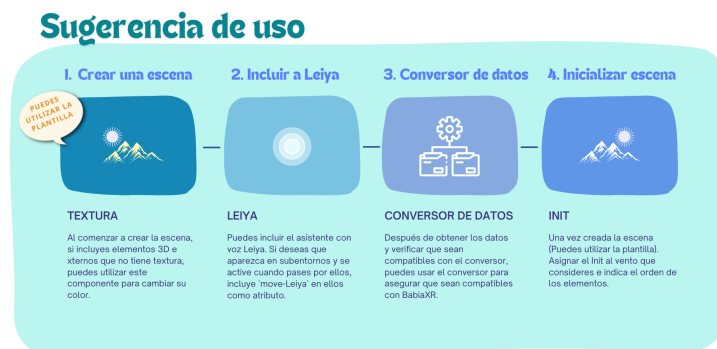 Sugerencia de uso
1. Crear una escena
2. Incluir a Leiya
3. Conversor de datos
4. Inicializar escena
PUEDES
UTILIZAR LA
PLANTILLA
TEXTURA
Al comenzar a crear la escena,
si incluyes elementos 3D e
xternos que no tiene textura,
puedes utilizar este
componente para cambiar su
color.
LEIYA
Puedes incluir el asistente con
voz Leiya. Si deseas que
aparezca en subentornos y se
active cuando pases por ellos,
incluye 'move-Leiya' en ellos
como atributo.
CONVERSOR DE DATOS
Después de obtener los datos
y verificar que sean
compatibles con el conversor,
puedes usar el conversor para
asegurar que sean compatibles
con BabiaXR.
INIT
Una vez creada la escena
(Puedes utilizar la plantilla).
Asignar el Init al vento que
consideres e indica el orden de
los elementos.